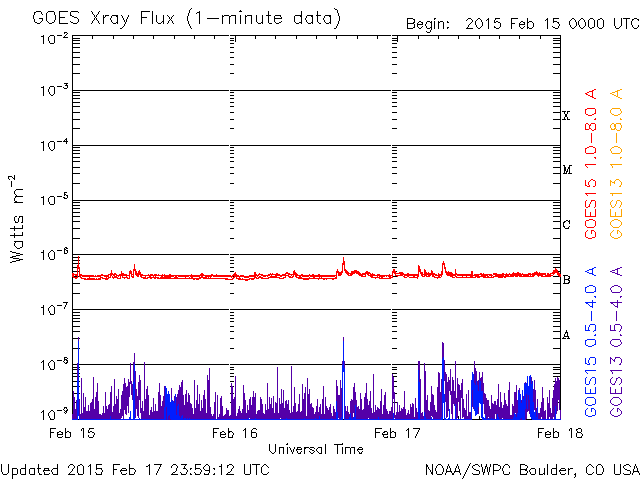 GOES Xray Flux (1-minute data)
Begin: 2015 Feb 15 0000 UTC
10-2
10-3
10-4
10-5
10-6
10-7
10-8
10-9
Watts m-2
X
M
C
B
A
GOES15 1.0-8.0 A
GOES13 1.0-8.0 A
GOES15 0.5-4.0 A
GOES13 0.5-4.0 A
Feb 15 Feb 16 Feb 17 Feb 18
Universal Time
Updated 2015 Feb 17 23:59:12 UTC
NOAA/SWPC Boulder, CO USA